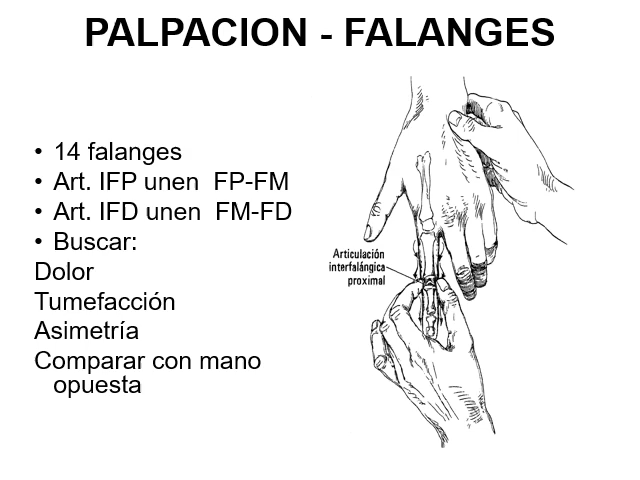 PALPACION - FALANGES
• 14 falanges
• Art. IFP unen  FP-FM
• Art. IFD unen  FM-FD
• Buscar:
Dolor
Tumefacción
Asimetría
Comparar con mano
opuesta
Articulación
interfalángica
proximal